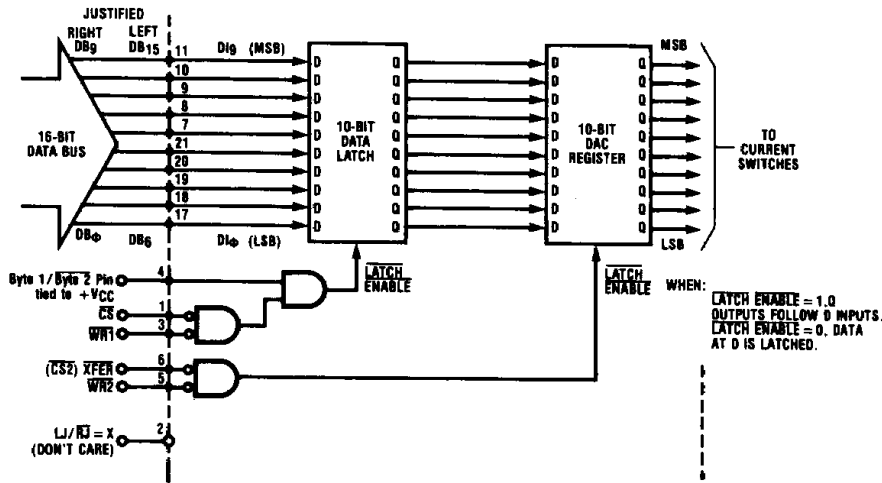 JUSTIFIED
RIGHT LEFT
DB9 DB15 11 DI9 (MSB)
10
9
8
7
21
20
19
18
17
DBΦ DB6 DIΦ (LSB)
16-BIT
DATA BUS
D
D
D
D
D
D
D
D
D
D
10-BIT
DATA
LATCH
Q
Q
Q
Q
Q
Q
Q
Q
Q
Q
D
D
D
D
D
D
D
D
D
D
10-BIT
DAC
REGISTER
Q
Q
Q
Q
Q
Q
Q
Q
Q
Q
MSB
LSB
TO
CURRENT
SWITCHES
LATCH
ENABLE
LATCH
ENABLE
Byte 1/Byte 2 Pin
tied to +VCC
4
CS 1
WR1 3
(CS2) XFER 6
WR2 5
LJ/RJ = X 2
(DON'T CARE)
WHEN:
LATCH ENABLE = 1,Q
OUTPUTS FOLLOW D INPUTS.
LATCH ENABLE = 0, DATA
AT D IS LATCHED.